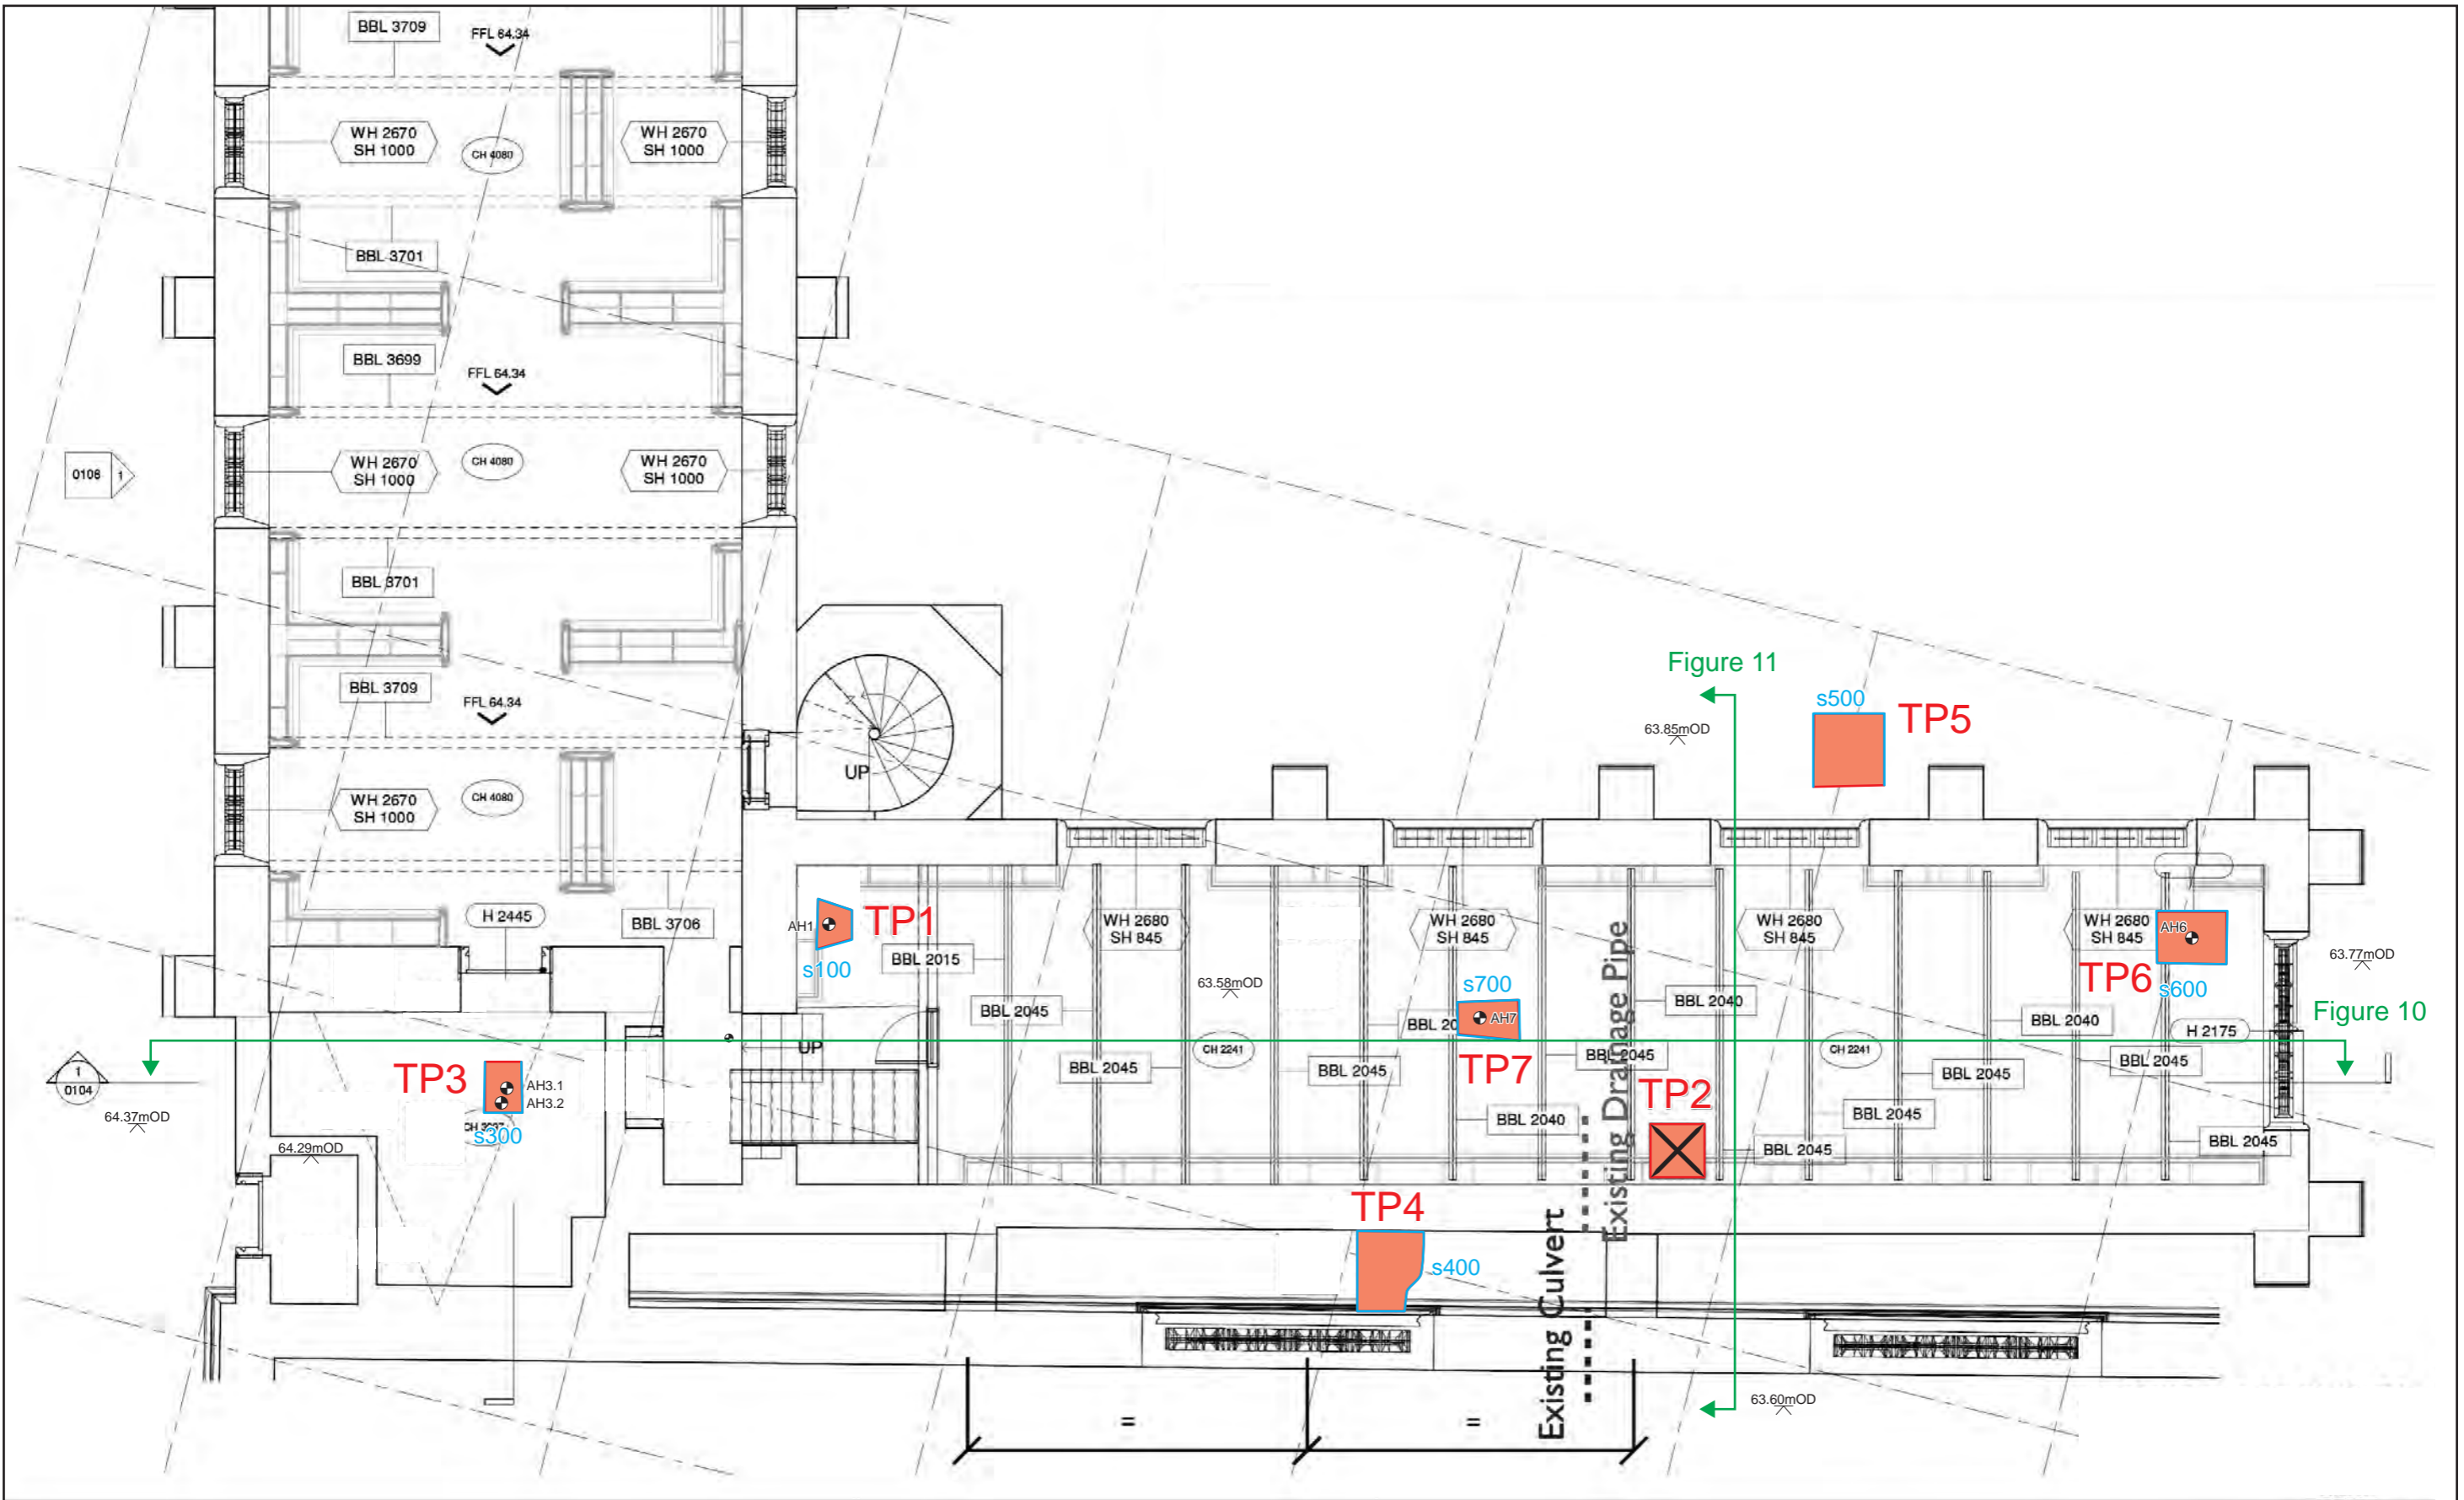 BBL 3709
FFL 64.34
WH 2670
SH 1000
CH 4080
WH 2670
SH 1000
BBL 3701
BBL 3699
FFL 64.34
0108 1
WH 2670
SH 1000
CH 4080
WH 2670
SH 1000
BBL 3701
BBL 3709
FFL 64.34
Figure 11
s500
TP5
63.85mOD
UP
WH 2670
SH 1000
CH 4080
H 2445
BBL 3706
AH1
TP1
s100
BBL 2015
WH 2680
SH 845
WH 2680
SH 845
WH 2680
SH 845
WH 2680
SH 845
AH6
TP6
s600
63.77mOD
63.58mOD
s700
AH7
TP7
BBL 2045
BBL 20
BBL 2040
BBL 2040
H 2175
Figure 10
UP
CH 2241
BBL 2045
CH 2241
BBL 2045
BBL 2045
BBL 2045
BBL 2045
1
0104
64.37mOD
TP3
AH3.1
AH3.2
s300
64.29mOD
BBL 2040
TP2
BBL 2045
BBL 2045
BBL 2045
Existing Drainage Pipe
TP4
s400
Existing Culvert
63.60mOD
=
=